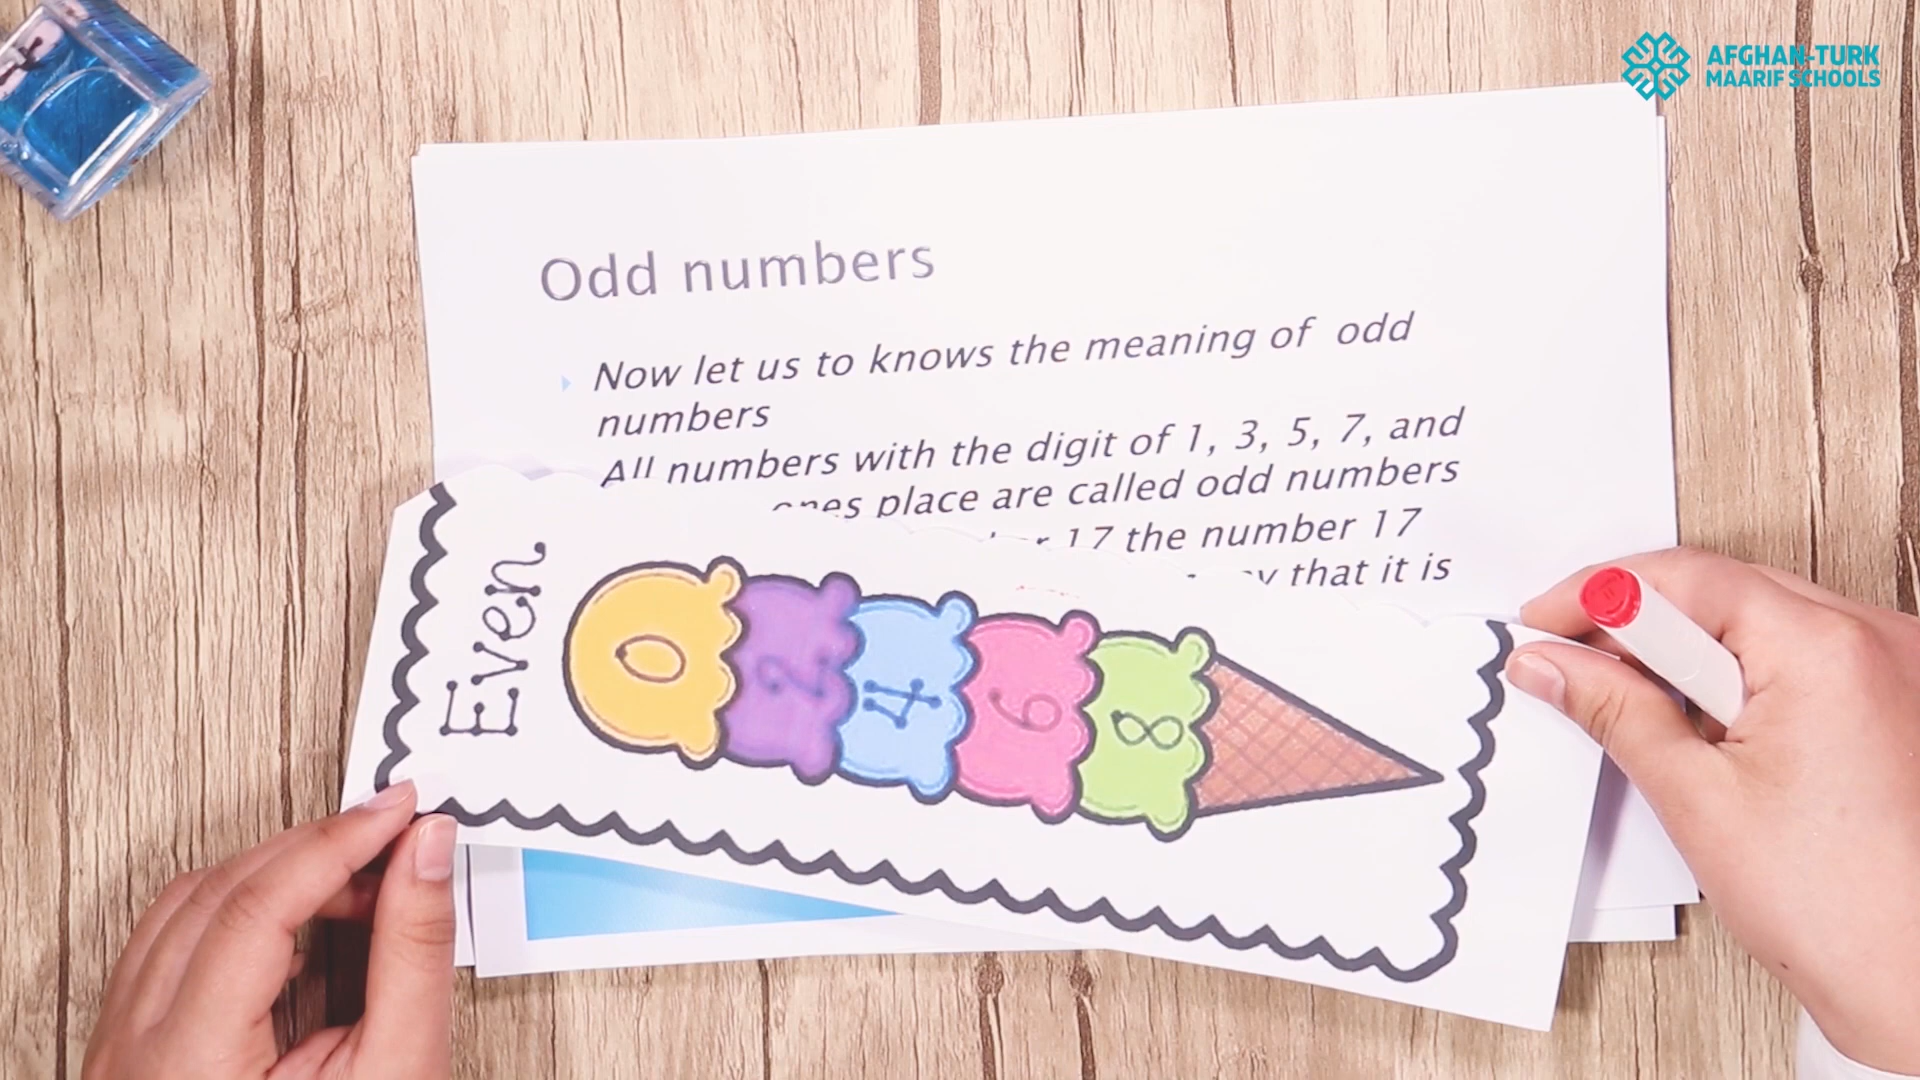 AFGHAN-TURK
MAARIF SCHOOLS
Odd numbers
Now let us to knows the meaning of odd
numbers
All numbers with the digit of 1, 3, 5, 7, and
ones place are called odd numbers
17 the number 17
that it is
Even
0 2 4 6 8